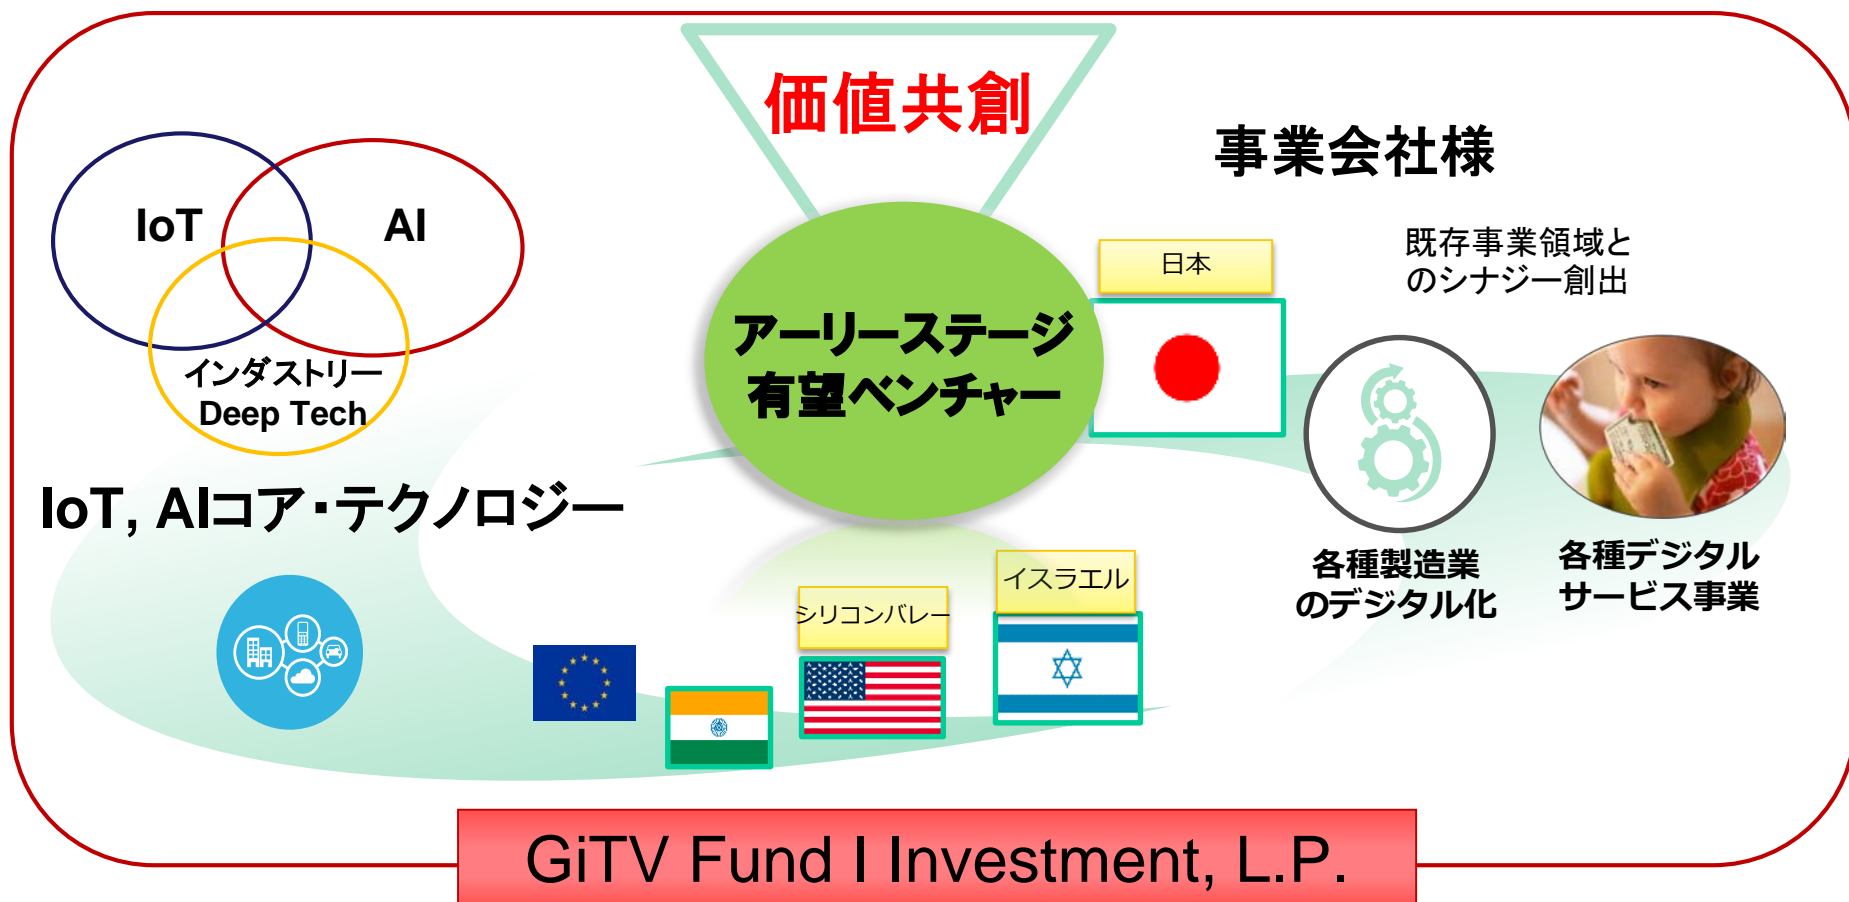 価値共創
事業会社様
IoT
AI
インダストリー
Deep Tech
IoT, AIコア・テクノロジー
アーリーステージ
有望ベンチャー
日本
既存事業領域と
のシナジー創出
各種製造業
のデジタル化
各種デジタル
サービス事業
シリコンバレー
イスラエル
GiTV Fund I Investment, L.P.